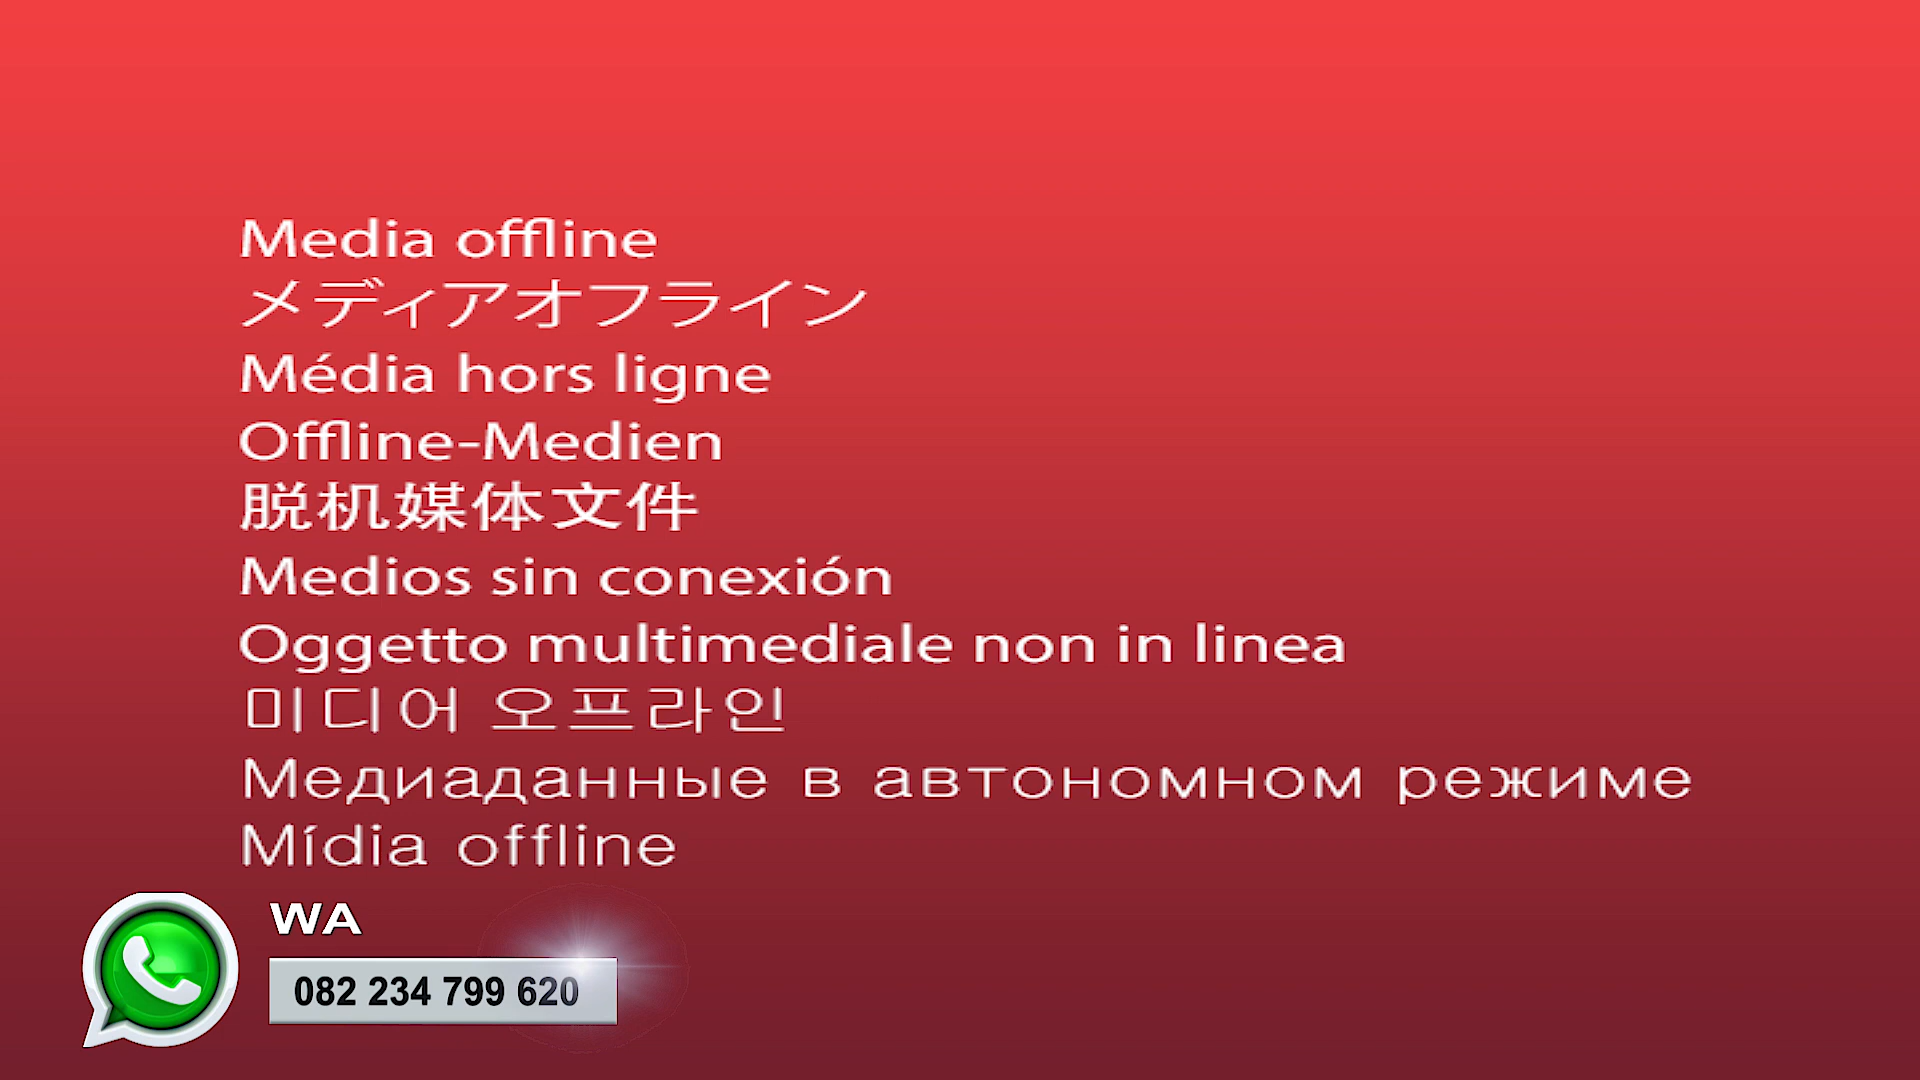 Media offline
メディアオフライン
Média hors ligne
Offline-Medien
脱机媒体文件
Medios sin conexión
Oggetto multimediale non in linea
미디어 오프라인
Медиаданные в автономном режиме
Mídia offline
WA
082 234 799 620